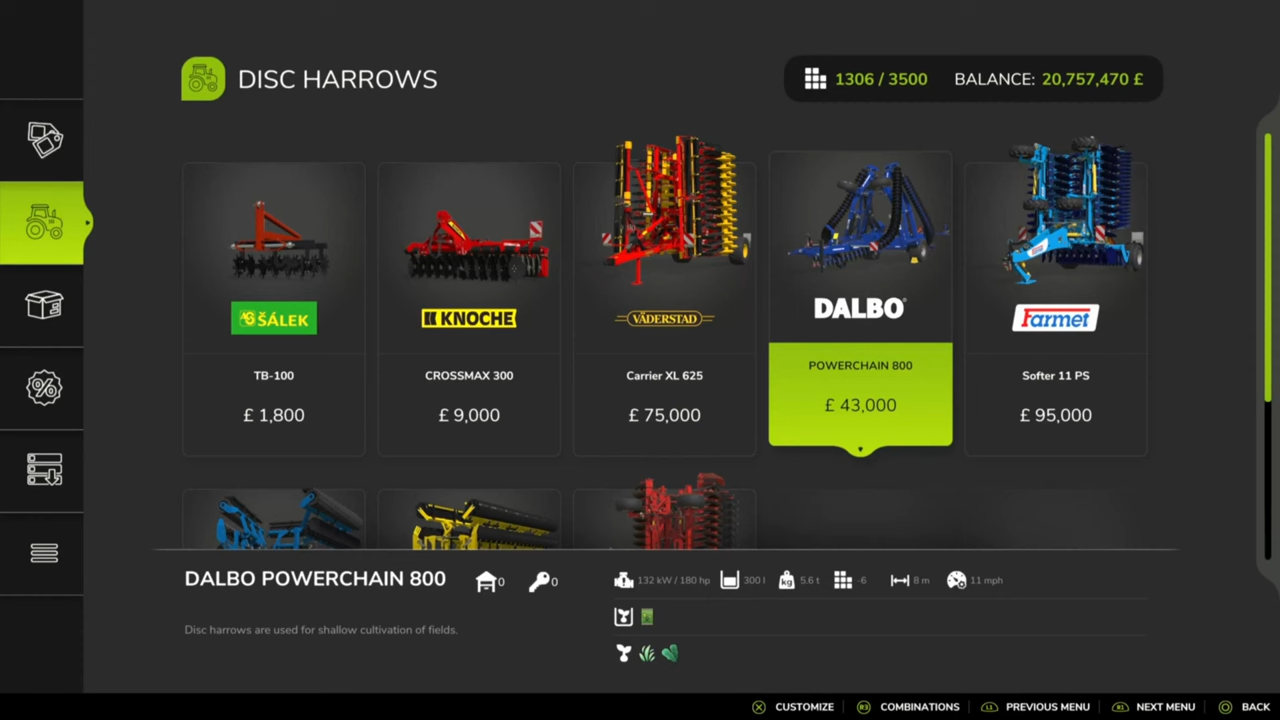 DISC HARROWS
1306 / 3500 BALANCE: 20,757,470 £
ŠÁLEK
KNOCHE
VÄDERSTAD
DALBO
Farmet
TB-100
CROSSMAX 300
Carrier XL 625
POWERCHAIN 800
Softer 11 PS
£ 1,800
£ 9,000
£ 75,000
£ 43,000
£ 95,000
DALBO POWERCHAIN 800
0
0
132 kW / 180 hp
300 l
5.6 t
-6
8 m
11 mph
Disc harrows are used for shallow cultivation of fields.
CUSTOMIZE
R3 COMBINATIONS
L1 PREVIOUS MENU
R1 NEXT MENU
BACK